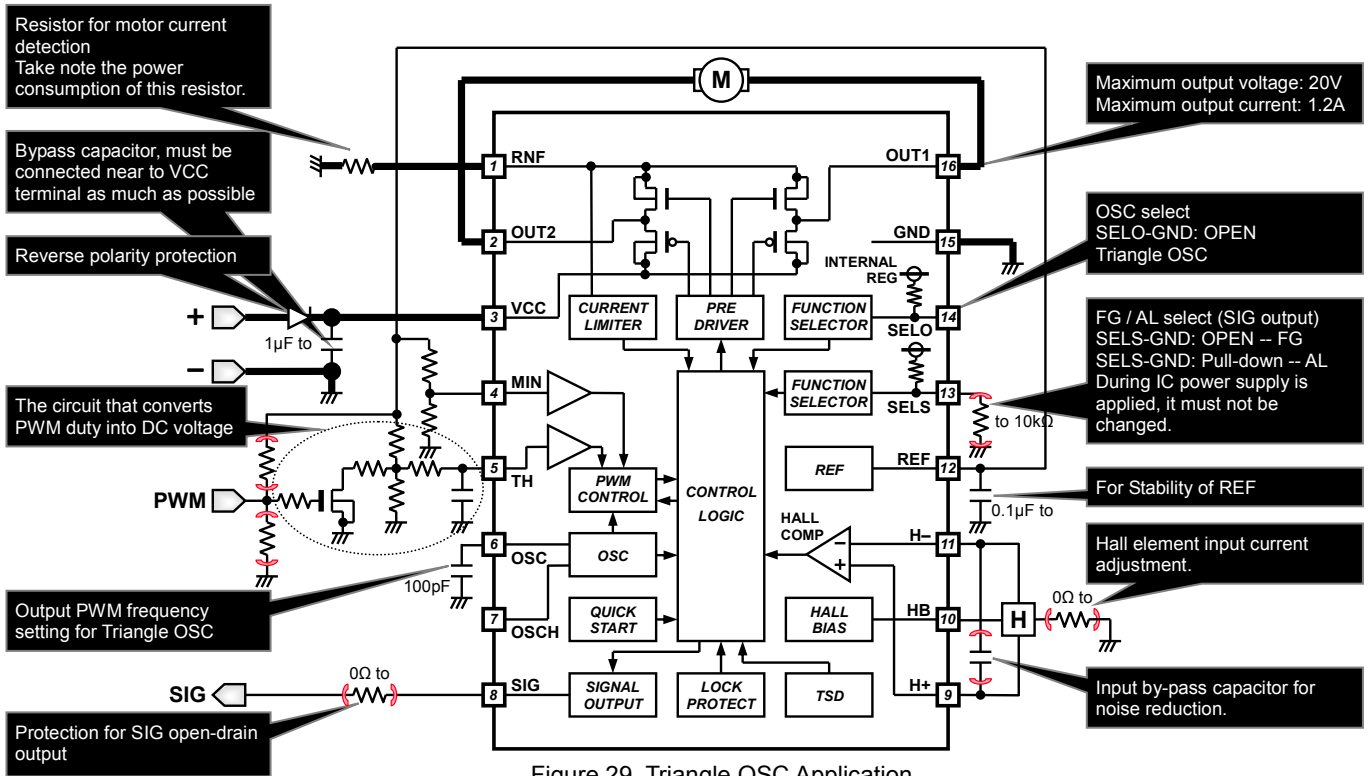 Resistor for motor current
detection
Take note the power
consumption of this resistor.
Bypass capacitor, must be
connected near to VCC
terminal as much as possible
Reverse polarity protection
+
1µF to
−
The circuit that converts
PWM duty into DC voltage
PWM
100pF
Output PWM frequency
setting for Triangle OSC
0Ω to
SIG
Protection for SIG open-drain
output
M
1 RNF
2 OUT2
3 VCC
4 MIN
5 TH
6 OSC
7 OSCH
8 SIG
OUT1 16
GND 15
INTERNAL
REG
14 SELO
13 SELS
REF 12
H− 11
HB 10
H+ 9
CURRENT
LIMITER
PRE
DRIVER
FUNCTION
SELECTOR
FUNCTION
SELECTOR
REF
PWM
CONTROL
CONTROL
LOGIC
HALL
COMP
−
+
OSC
QUICK
START
HALL
BIAS
SIGNAL
OUTPUT
LOCK
PROTECT
TSD
Maximum output voltage: 20V
Maximum output current: 1.2A
OSC select
SELO-GND: OPEN
Triangle OSC
FG / AL select (SIG output)
SELS-GND: OPEN -- FG
SELS-GND: Pull-down -- AL
During IC power supply is
applied, it must not be
changed.
to 10kΩ
For Stability of REF
0.1µF to
Hall element input current
adjustment.
0Ω to
H
Input by-pass capacitor for
noise reduction.
Figure 29. Triangle OSC Application